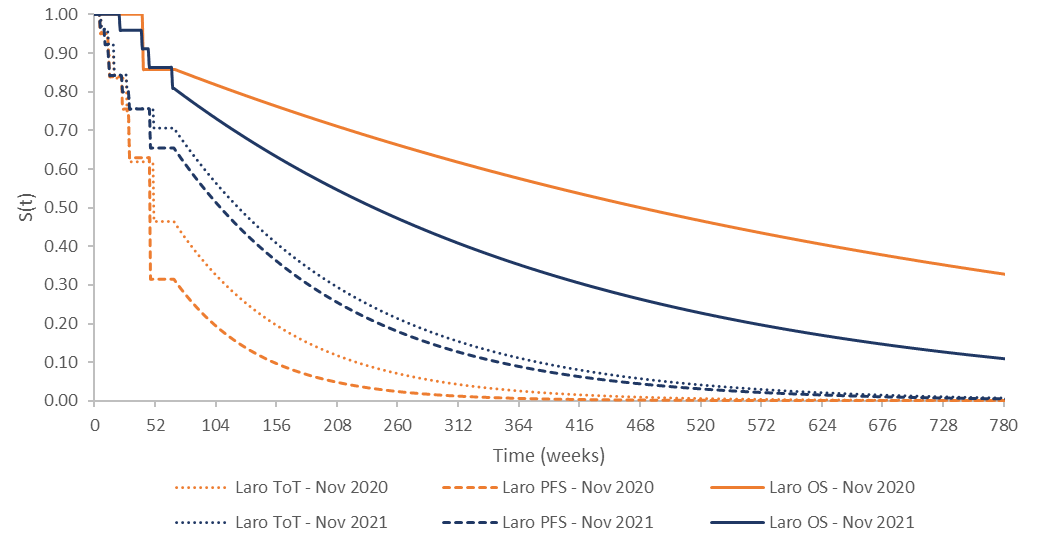 1.00
0.90
0.80
0.70
0.60
0.50
0.40
0.30
0.20
0.10
0.00
S(t)
0 52 104 156 208 260 312 364 416 468 520 572 624 676 728 780
Time (weeks)
Laro ToT - Nov 2020 Laro PFS - Nov 2020 Laro OS - Nov 2020
Laro ToT - Nov 2021 Laro PFS - Nov 2021 Laro OS - Nov 2021